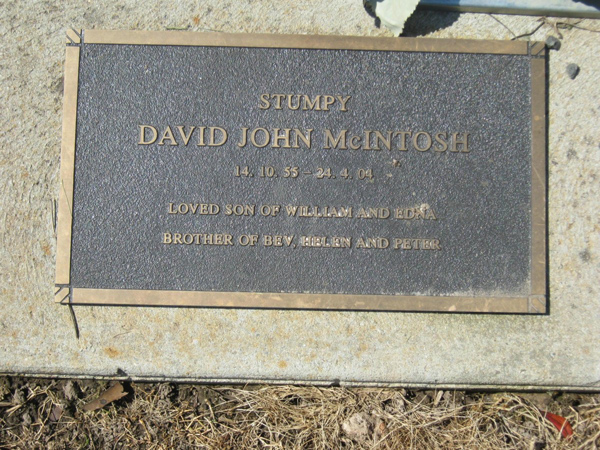 STUMPY
DAVID JOHN McINTOSH
14. 10. 55 – 24. 4. 04
LOVED SON OF WILLIAM AND EDNA
BROTHER OF BEV, HELEN AND PETER